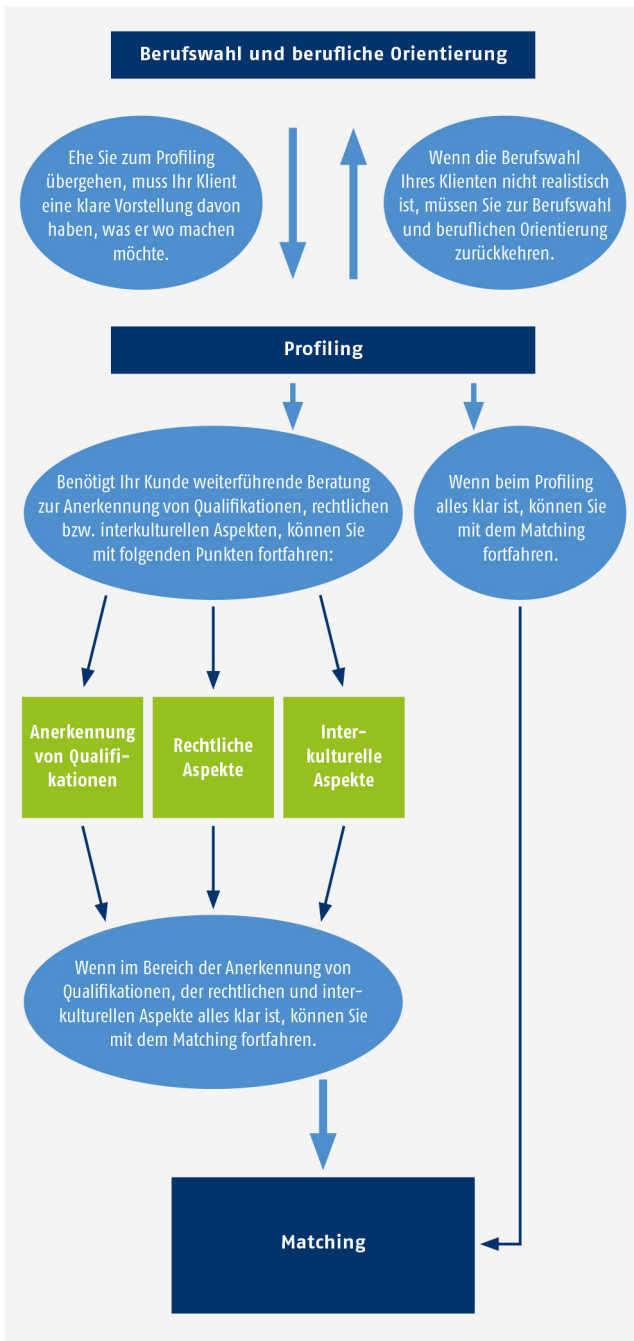 Berufswahl und berufliche Orientierung
Ehe Sie zum Profiling
übergehen, muss Ihr Klient
eine klare Vorstellung davon
haben, was er wo machen
möchte.
Wenn die Berufswahl
Ihres Klienten nicht realistisch
ist, müssen Sie zur Berufswahl
und beruflichen Orientierung
zurückkehren.
Profiling
Benötigt Ihr Kunde weiterführende Beratung
zur Anerkennung von Qualifikationen, rechtlichen
bzw. interkulturellen Aspekten, können Sie
mit folgenden Punkten fortfahren:
Wenn beim Profiling
alles klar ist, können Sie
mit dem Matching
fortfahren.
Anerkennung
von Qualifi-
kationen
Rechtliche
Aspekte
Inter-
kulturelle
Aspekte
Wenn im Bereich der Anerkennung von
Qualifikationen, der rechtlichen und inter-
kulturellen Aspekte alles klar ist, können Sie
mit dem Matching fortfahren.
Matching